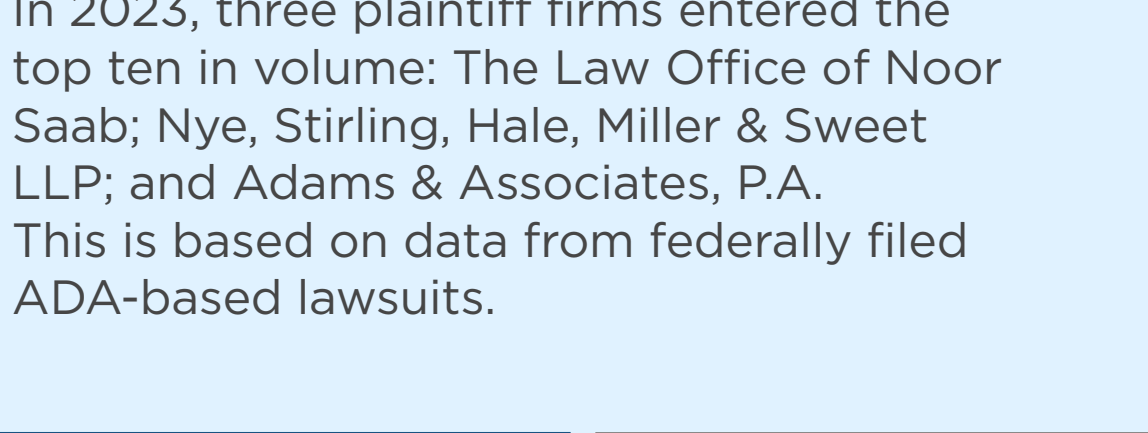 In 2023, three plaintiff firms entered the
top ten in volume: The Law Office of Noor
Saab; Nye, Stirling, Hale, Miller & Sweet
LLP; and Adams & Associates, P.A.
This is based on data from federally filed
ADA-based lawsuits.